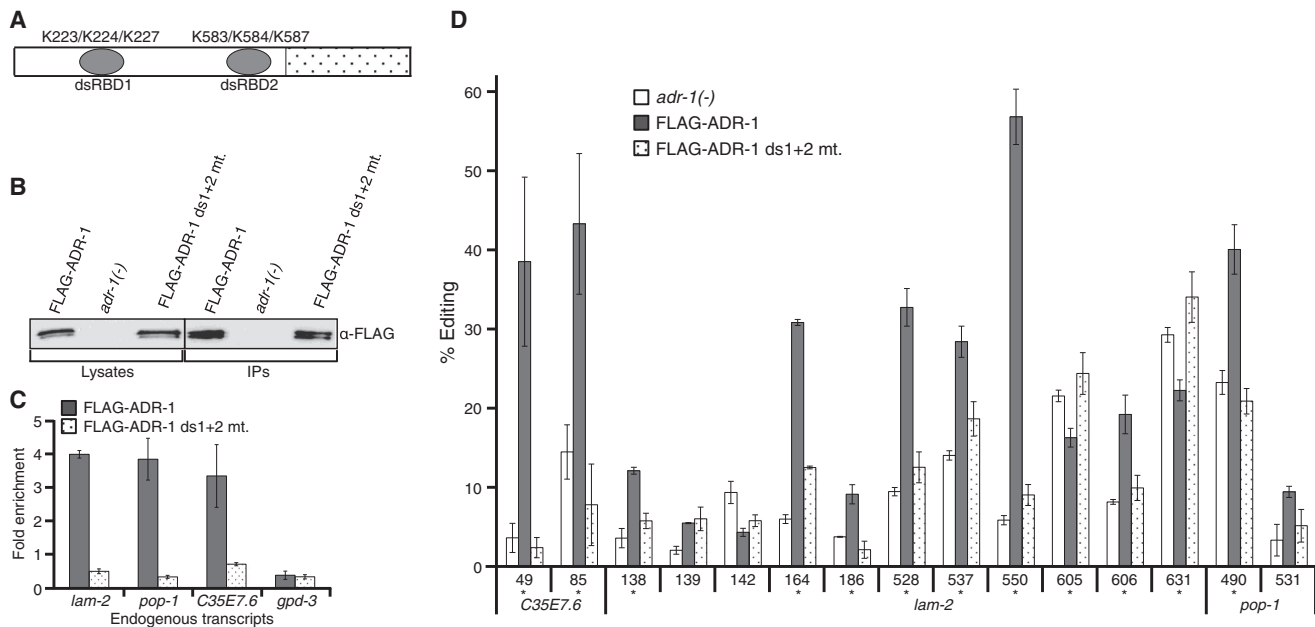 A
K223/K224/K227 K583/K584/K587
dsRBD1 dsRBD2
B
FLAG-ADR-1
adr-1(-)
FLAG-ADR-1 ds1+2 mt.
FLAG-ADR-1
adr-1(-)
FLAG-ADR-1 ds1+2 mt.
α-FLAG
Lysates IPs
C
FLAG-ADR-1
FLAG-ADR-1 ds1+2 mt.
Fold enrichment
5
4
3
2
1
0
lam-2 pop-1 C35E7.6 gpd-3
Endogenous transcripts
D
adr-1(-)
FLAG-ADR-1
FLAG-ADR-1 ds1+2 mt.
% Editing
60
50
40
30
20
10
0
49 85 138 139 142 164 186 528 537 550 605 606 631 490 531
* * * * * * * * * * * *
C35E7.6 lam-2 pop-1